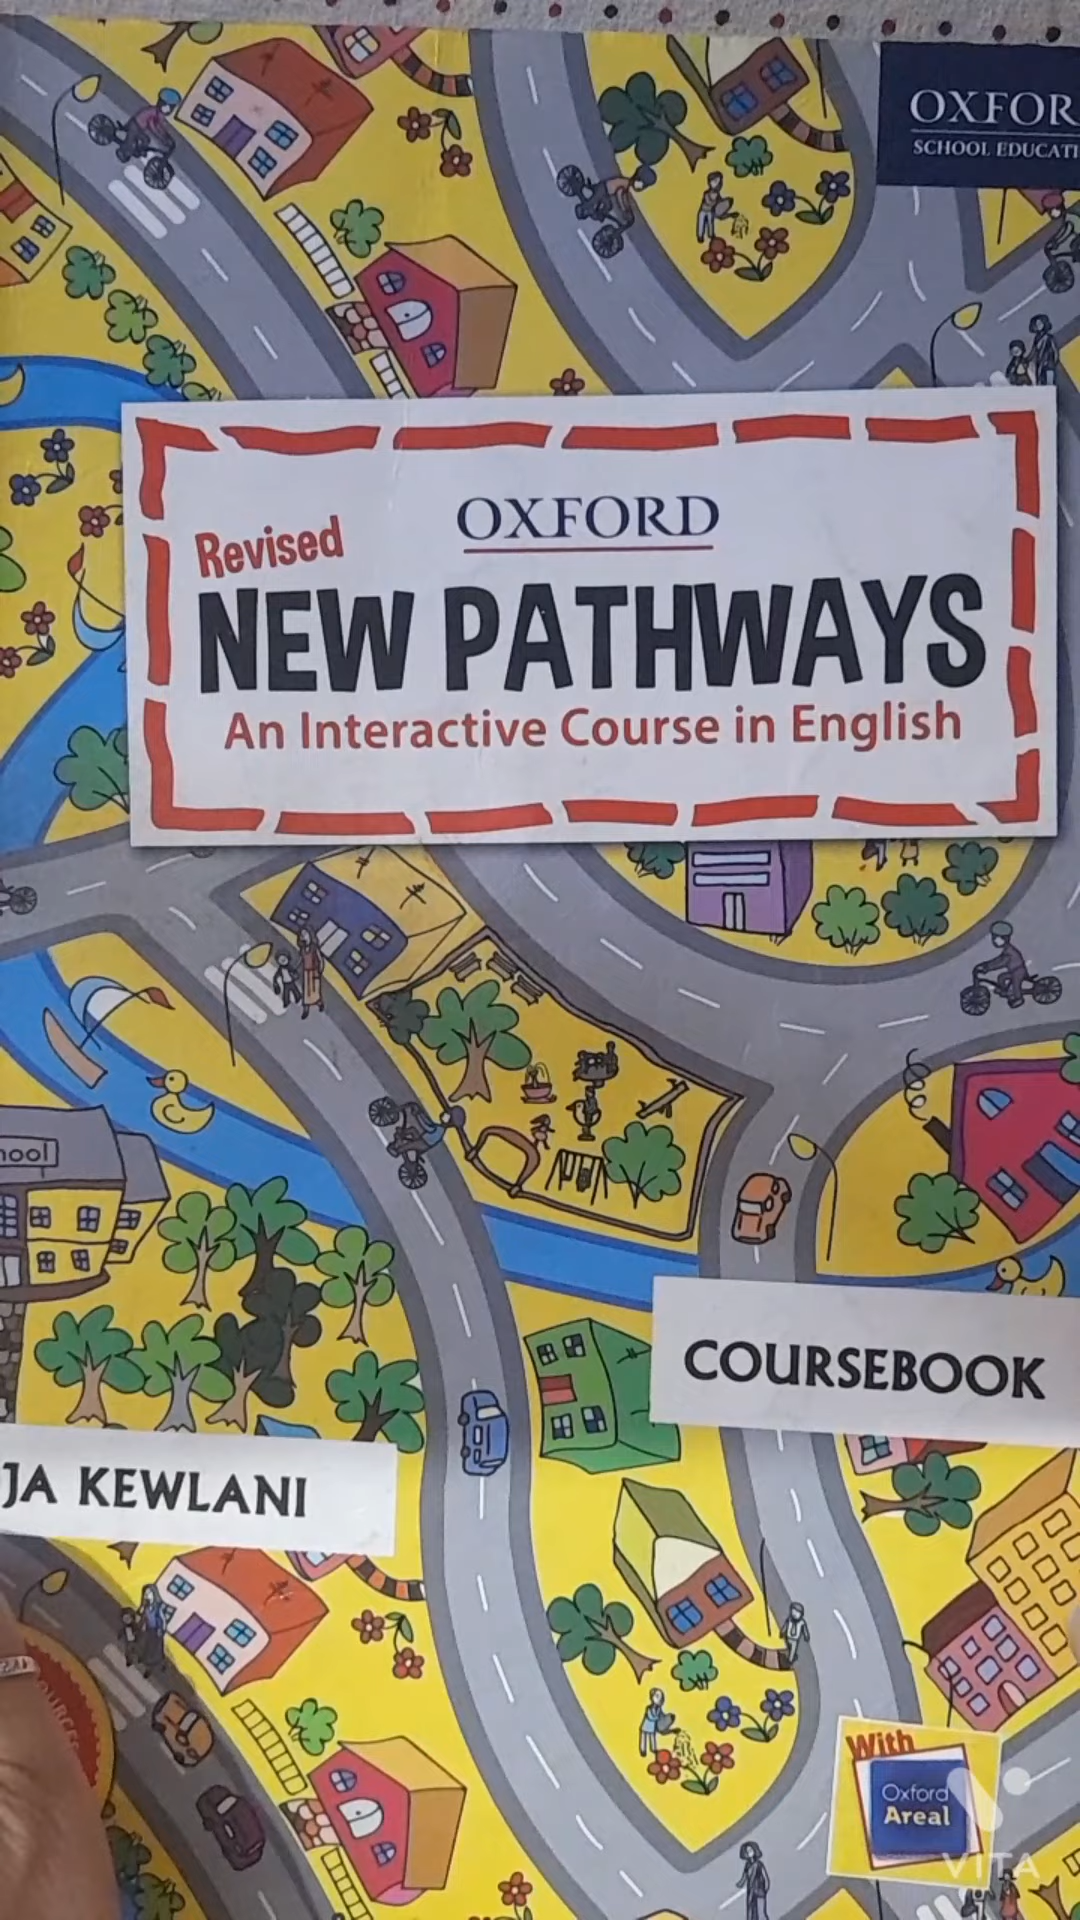 OXFOR
SCHOOL EDUCATI
OXFORD
Revised
NEW PATHWAYS
An Interactive Course in English
hool
COURSEBOOK
JA KEWLANI
With
Oxford
Areal
VITA